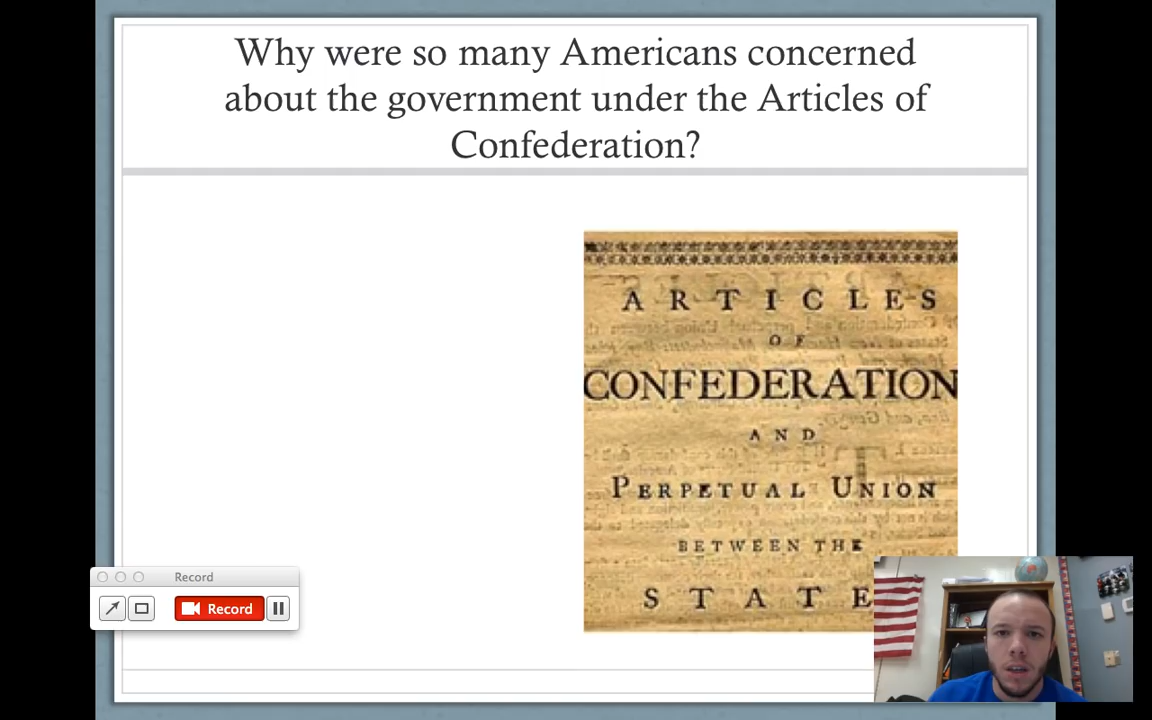 Why were so many Americans concerned
about the government under the Articles of
Confederation?
ARTICLES
OF
CONFEDERATION
AND
PERPETUAL UNION
BETWEEN THE
STATE
Record
Record